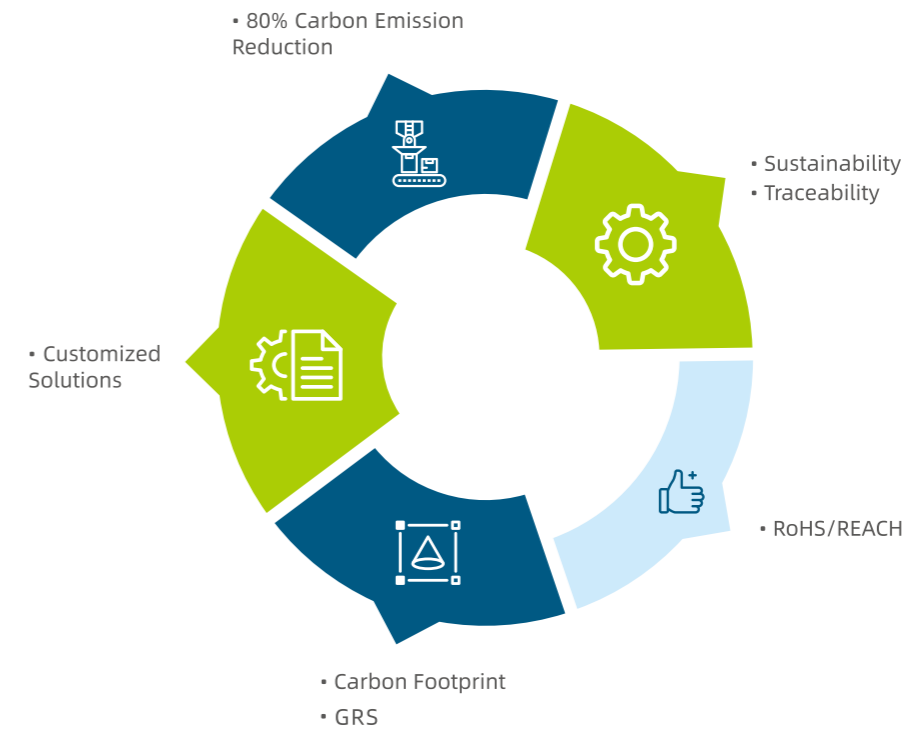 • 80% Carbon Emission
Reduction
• Sustainability
• Traceability
• Customized
Solutions
• RoHS/REACH
• Carbon Footprint
• GRS